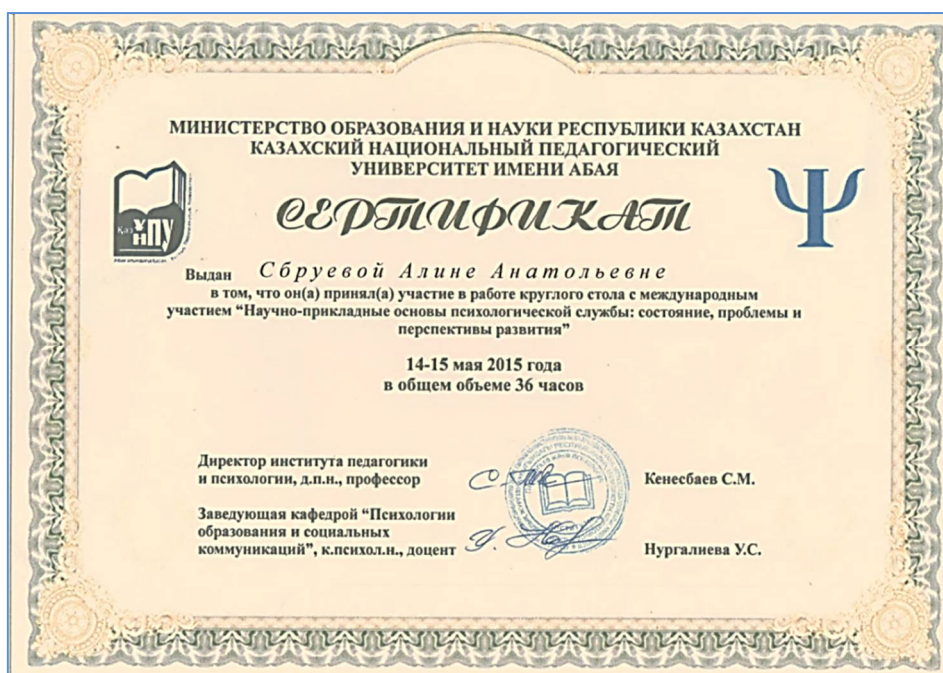 МИНИСТЕРСТВО ОБРАЗОВАНИЯ И НАУКИ РЕСПУБЛИКИ КАЗАХСТАН
КАЗАХСКИЙ НАЦИОНАЛЬНЫЙ ПЕДАГОГИЧЕСКИЙ
УНИВЕРСИТЕТ ИМЕНИ АБАЯ
Ψ
ҚазҰ
НПУ
СЕРТИФИКАТ
Выдан Сбруевой Алине Анатольевне
в том, что он(а) принял(а) участие в работе круглого стола с международным
участием “Научно-прикладные основы психологической службы: состояние, проблемы и
перспективы развития”
14-15 мая 2015 года
в общем объеме 36 часов
Директор института педагогики
и психологии, д.п.н., профессор Кенесбаев С.М.
Заведующая кафедрой “Психологии
образования и социальных
коммуникаций”, к.психол.н., доцент Нургалиева У.С.